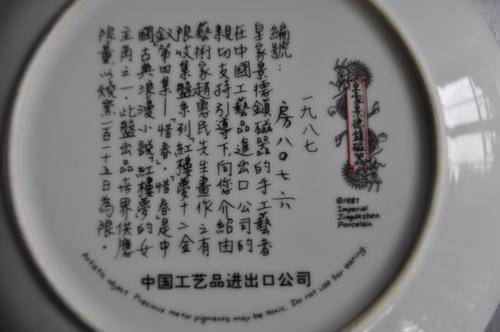 一九八七
房八〇七六
編號：
皇家景德鎮磁器的手工藝者
在中國工藝品進出口公司的
親切支持引導下,向您介紹由
藝術家趙惠民先生畫作之有
限收集盤系列,紅樓夢十二金
釵第四集—"惜春"。惜春是中
國古典浪漫小說"紅樓夢"的女
主角之一。此盤出品世界供應
限量以燒窯一百一十五日為限。
©1987
Imperial
Jingdezhen
Porcelain
Artistic object. Precious metal pigments may be toxic. Do not use for eating.
中国工艺品进出口公司